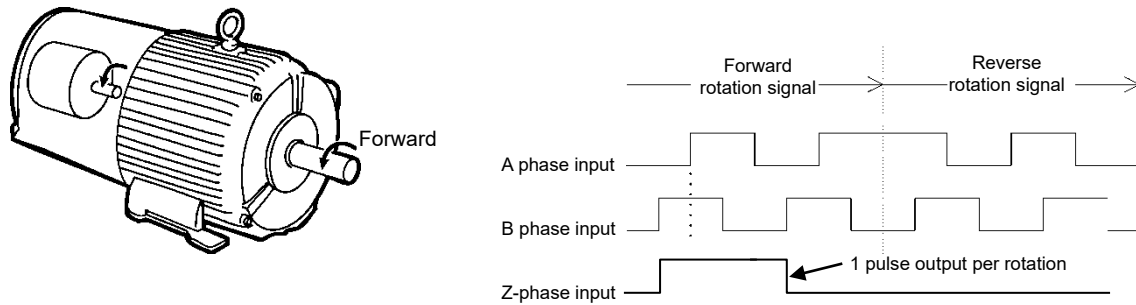 Forward
Forward
rotation signal
Reverse
rotation signal
A phase input
B phase input
1 pulse output per rotation
Z-phase input